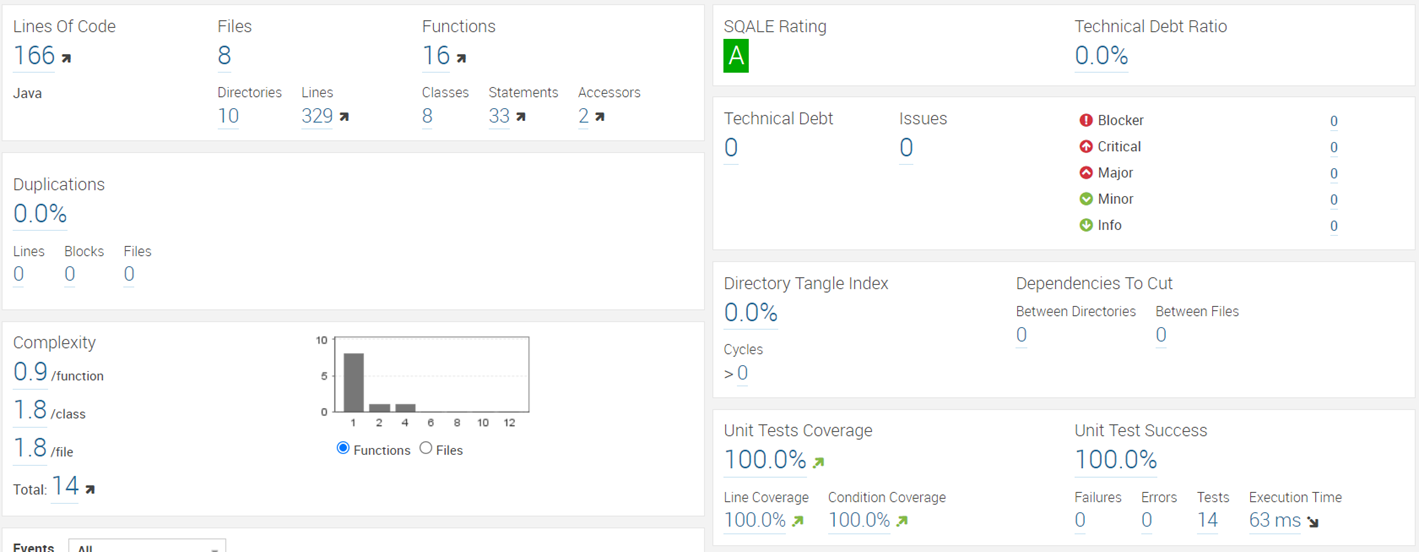 Lines Of Code Files Functions
166 8 16
Java Directories Lines Classes Statements Accessors
10 329 8 33 2
Duplications
0.0%
Lines Blocks Files
0 0 0
Complexity
0.9 /function
1.8 /class
1.8 /file
Total: 14
10
5
0
1 2 4 6 8 10 12
Functions Files
Events All
SQALE Rating Technical Debt Ratio
A 0.0%
Technical Debt Issues
0 0
Blocker 0
Critical 0
Major 0
Minor 0
Info 0
Directory Tangle Index Dependencies To Cut
0.0% Between Directories Between Files
0 0
Cycles
> 0
Unit Tests Coverage Unit Test Success
100.0% 100.0%
Line Coverage Condition Coverage Failures Errors Tests Execution Time
100.0% 100.0% 0 0 14 63 ms